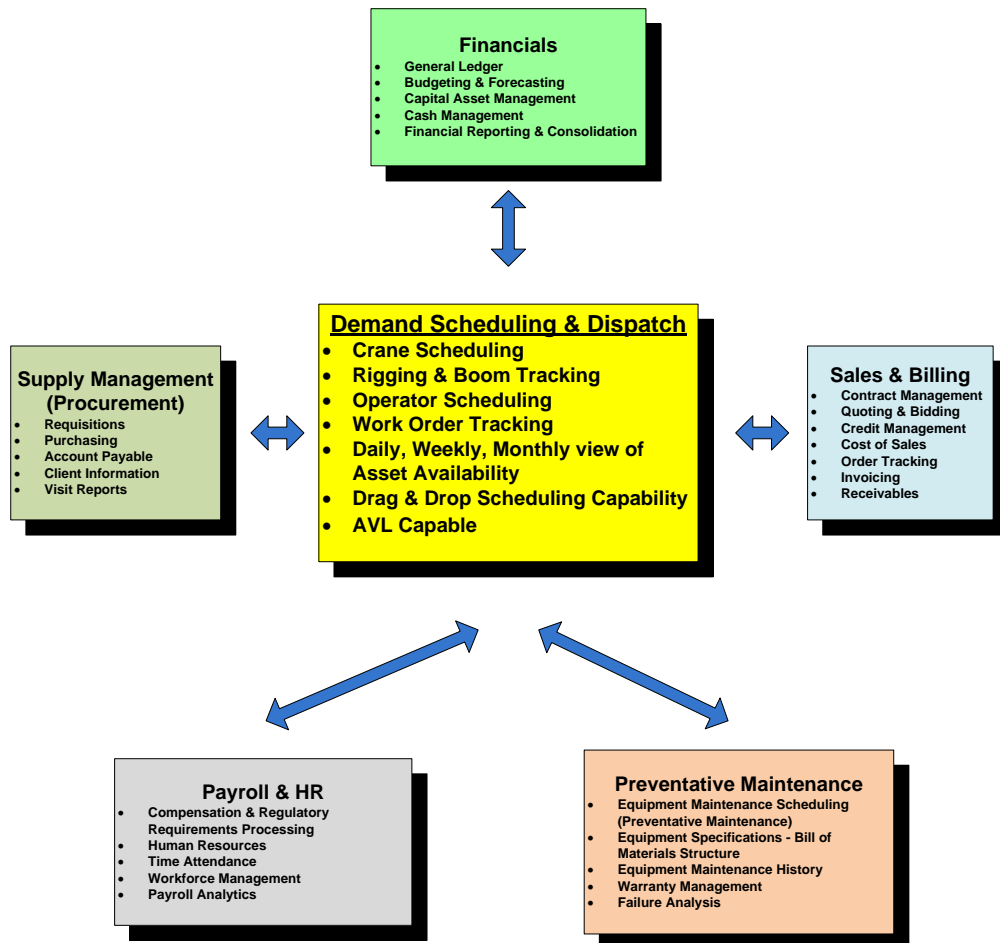 Financials
• General Ledger
• Budgeting & Forecasting
• Capital Asset Management
• Cash Management
• Financial Reporting & Consolidation
Supply Management
(Procurement)
• Requisitions
• Purchasing
• Account Payable
• Client Information
• Visit Reports
Demand Scheduling & Dispatch
• Crane Scheduling
• Rigging & Boom Tracking
• Operator Scheduling
• Work Order Tracking
• Daily, Weekly, Monthly view of
Asset Availability
• Drag & Drop Scheduling Capability
• AVL Capable
Sales & Billing
• Contract Management
• Quoting & Bidding
• Credit Management
• Cost of Sales
• Order Tracking
• Invoicing
• Receivables
Payroll & HR
• Compensation & Regulatory
Requirements Processing
• Human Resources
• Time Attendance
• Workforce Management
• Payroll Analytics
Preventative Maintenance
• Equipment Maintenance Scheduling
(Preventative Maintenance)
• Equipment Specifications - Bill of
Materials Structure
• Equipment Maintenance History
• Warranty Management
• Failure Analysis